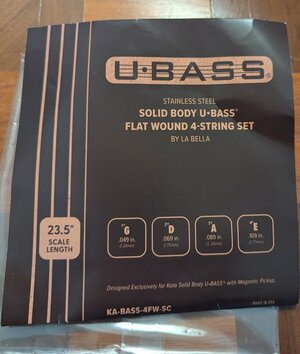 U•BASS®
STAINLESS STEEL
SOLID BODY U•BASS®
FLAT WOUND 4-STRING SET
BY LA BELLA
23.5"
SCALE
LENGTH
G
.049 in.
D
.069 in.
A
.089 in.
E
.109 in.
Designed Exclusively for Kala Solid Body U•BASS® with Magnetic Pickup.
KA-BASS-4FW-SC
MADE IN USA